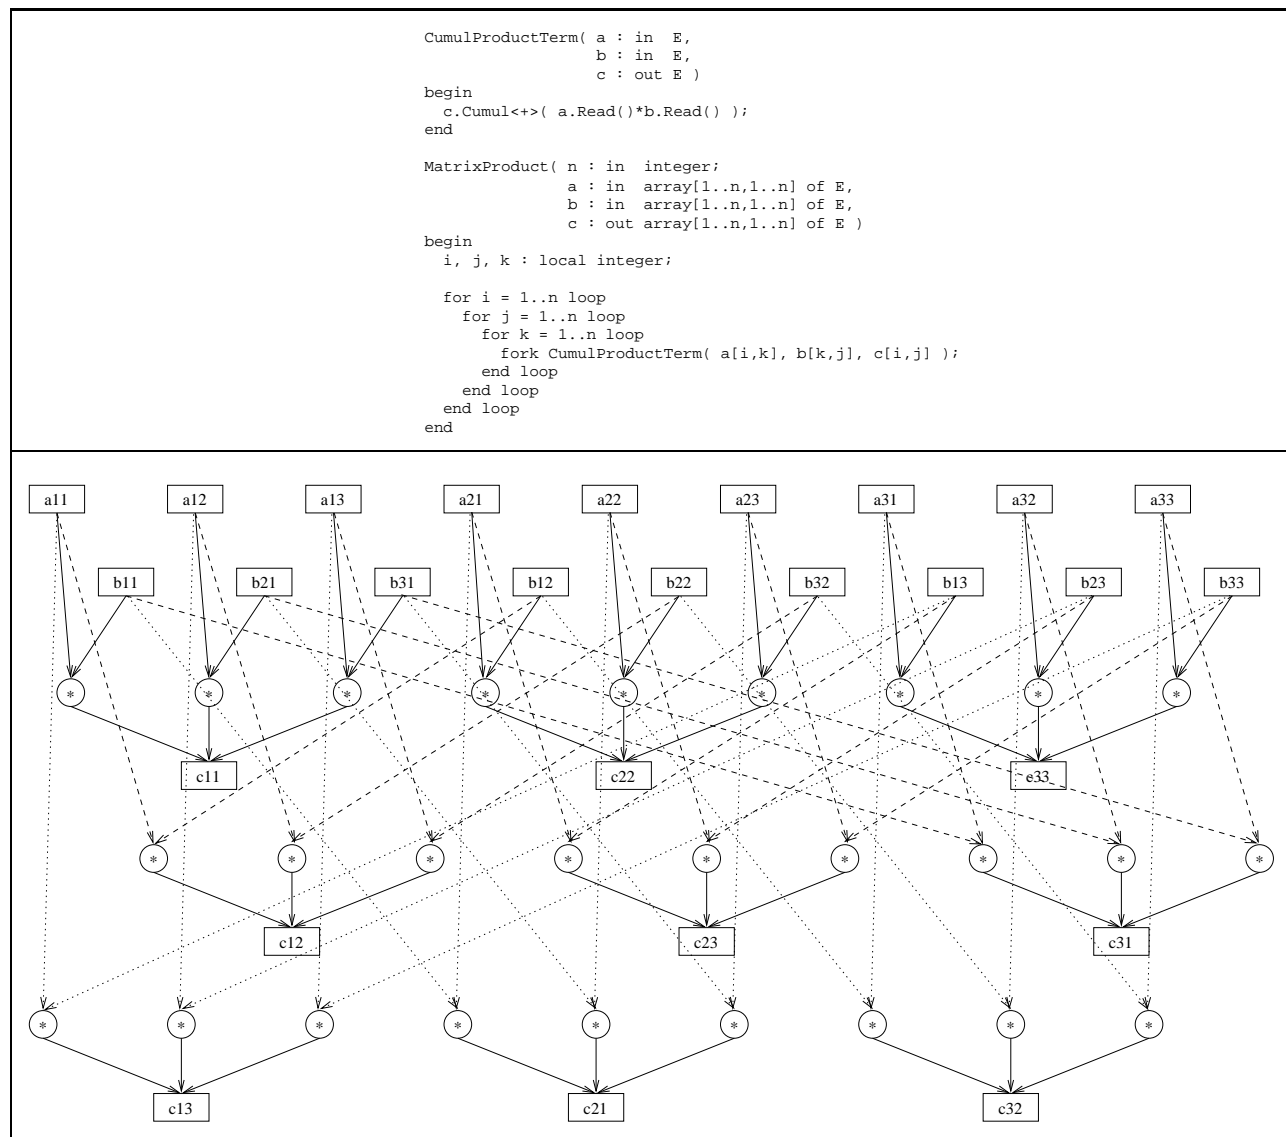 CumulProductTerm( a : in  E,
                  b : in  E,
                  c : out E )
begin
  c.Cumul<+>( a.Read()*b.Read() );
end
MatrixProduct( n : in  integer;
               a : in  array[1..n,1..n] of E,
               b : in  array[1..n,1..n] of E,
               c : out array[1..n,1..n] of E )
begin
  i, j, k : local integer;
  for i = 1..n loop
    for j = 1..n loop
      for k = 1..n loop
        fork CumulProductTerm( a[i,k], b[k,j], c[i,j] );
      end loop
    end loop
  end loop
end
a11 a12 a13 a21 a22 a23 a31 a32 a33
b11 b21 b31 b12 b22 b32 b13 b23 b33
* * * * * * * * *
c11 c22 c33
* * * * * * * * *
c12 c23 c31
* * * * * * * * *
c13 c21 c32